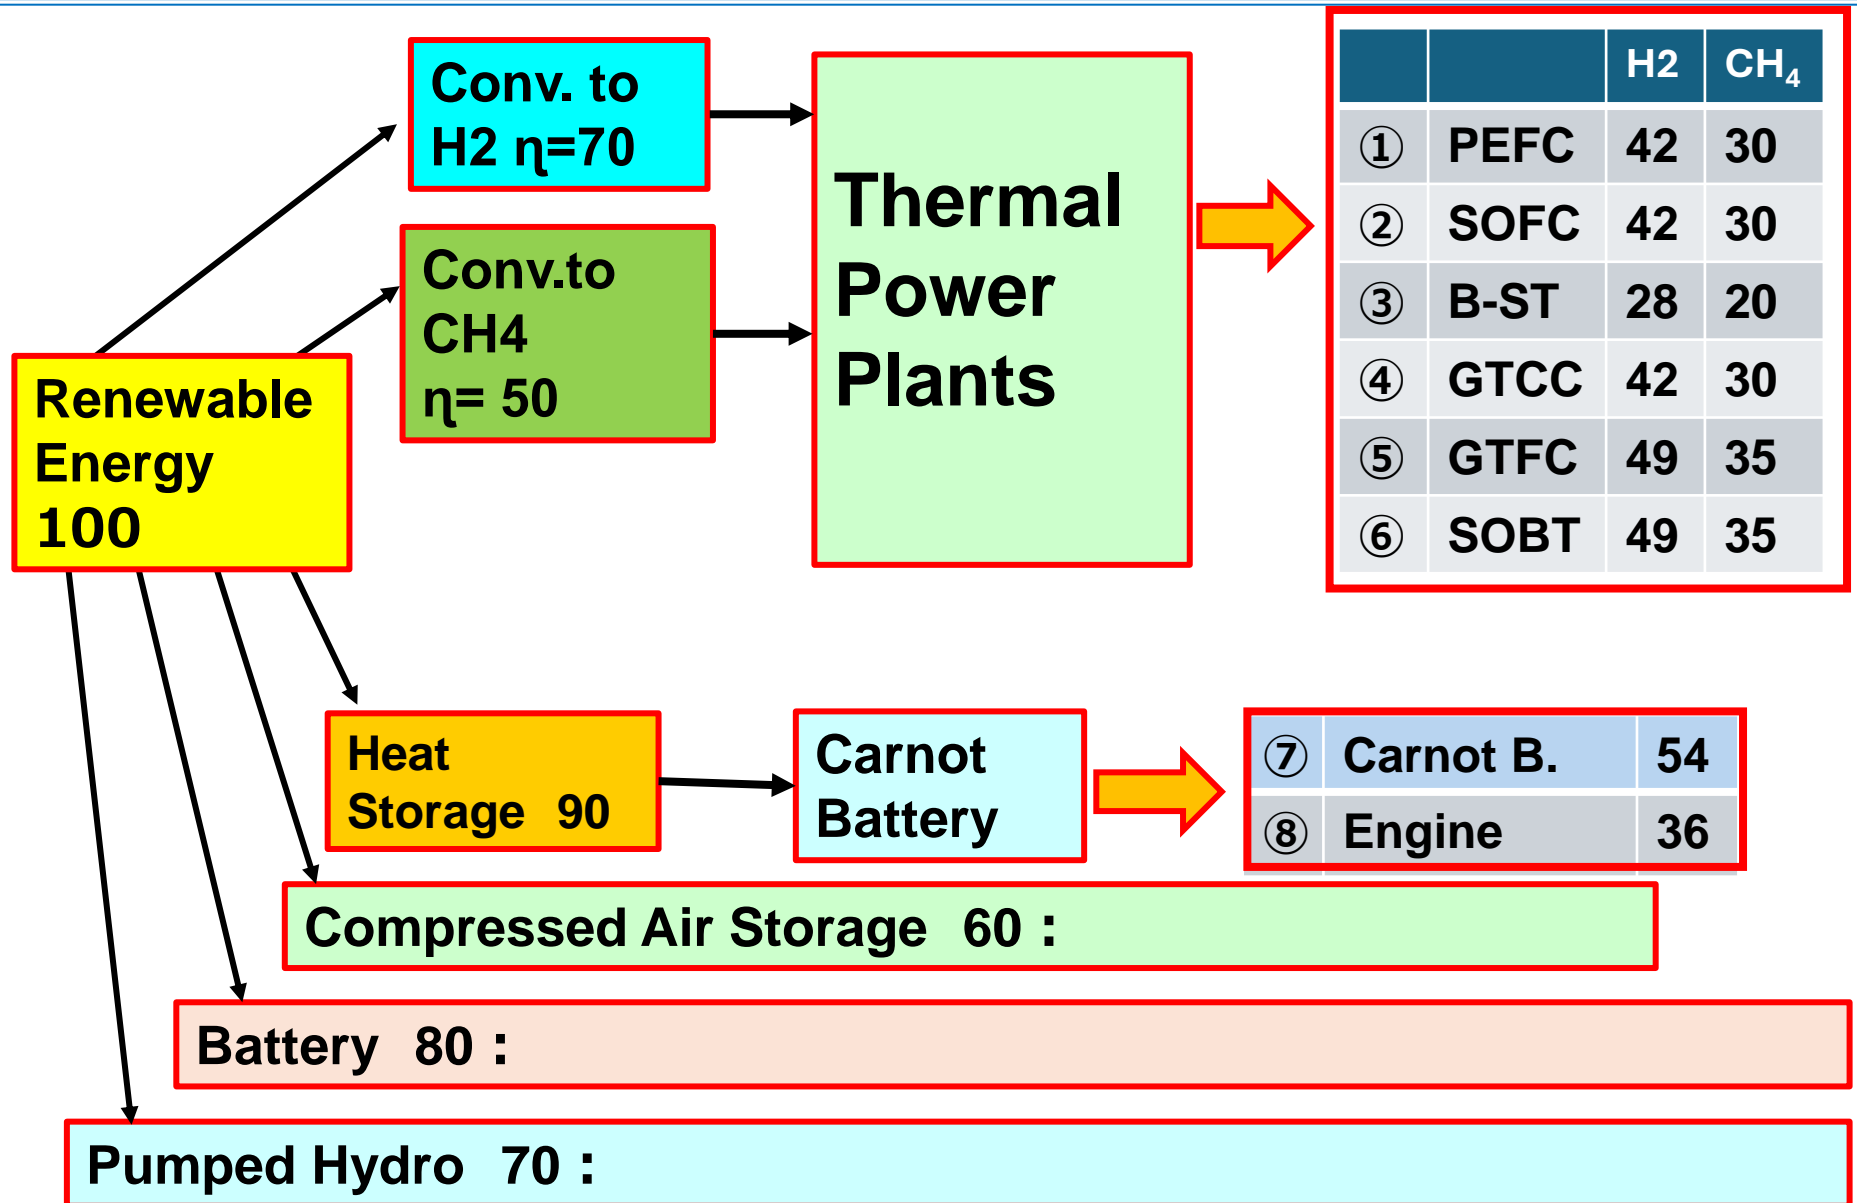 Conv. to
H2 η=70
Conv.to
CH4
η= 50
Renewable
Energy
100
Thermal
Power
Plants
H2 CH₄
① PEFC 42 30
② SOFC 42 30
③ B-ST 28 20
④ GTCC 42 30
⑤ GTFC 49 35
⑥ SOBT 49 35
Heat
Storage 90
Carnot
Battery
⑦ Carnot B. 54
⑧ Engine 36
Compressed Air Storage 60 :
Battery 80 :
Pumped Hydro 70 :